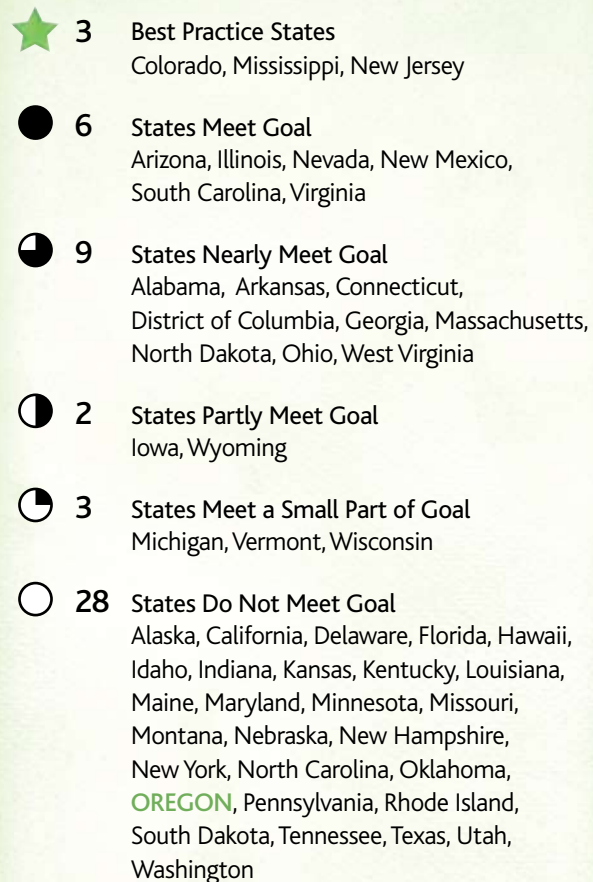 3 Best Practice States
Colorado, Mississippi, New Jersey
6 States Meet Goal
Arizona, Illinois, Nevada, New Mexico,
South Carolina, Virginia
9 States Nearly Meet Goal
Alabama, Arkansas, Connecticut,
District of Columbia, Georgia, Massachusetts,
North Dakota, Ohio, West Virginia
2 States Partly Meet Goal
Iowa, Wyoming
3 States Meet a Small Part of Goal
Michigan, Vermont, Wisconsin
28 States Do Not Meet Goal
Alaska, California, Delaware, Florida, Hawaii,
Idaho, Indiana, Kansas, Kentucky, Louisiana,
Maine, Maryland, Minnesota, Missouri,
Montana, Nebraska, New Hampshire,
New York, North Carolina, Oklahoma,
OREGON, Pennsylvania, Rhode Island,
South Dakota, Tennessee, Texas, Utah,
Washington